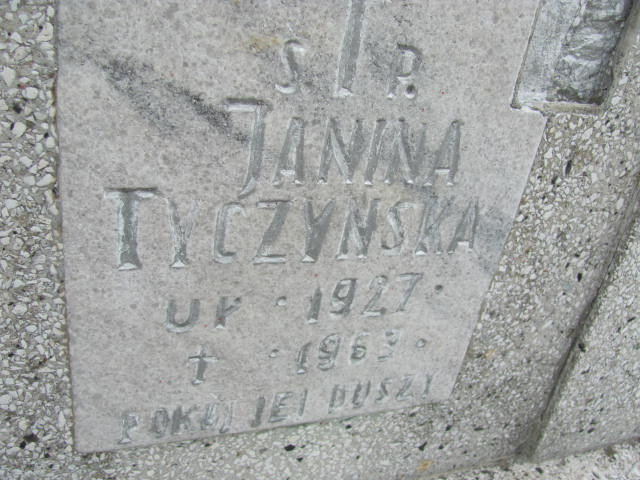 S P.
JANINA
TYCZYŃSKA
UR · 1927 ·
† · 1963 ·
POKÓJ JEJ DUSZY